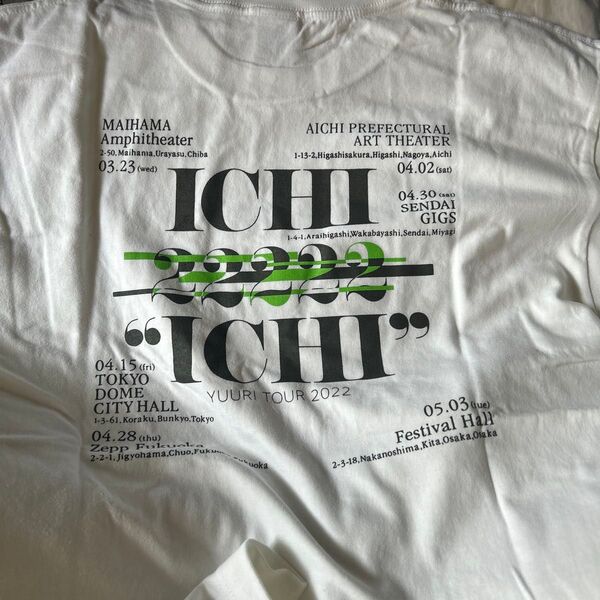 MAIHAMA
Amphitheater
2-50, Maihama, Urayasu, Chiba
03.23 (wed)
AICHI PREFECTURAL
ART THEATER
1-13-2, Higashisakura, Higashi, Nagoya, Aichi
04.02 (sat)
04.30 (sat)
SENDAI
GIGS
1-4-1, Araihigashi, Wakabayashi, Sendai, Miyagi
ICHI
22222
“ICHI”
YUURI TOUR 2022
04.15 (fri)
TOKYO
DOME
CITY HALL
1-3-61, Koraku, Bunkyo, Tokyo
04.28 (thu)
Zepp Fukuoka
2-2-1, Jigyohama, Chuo, Fukuoka
05.03 (tue)
Festival Hall
2-3-18, Nakanoshima, Kita, Osaka, Osaka